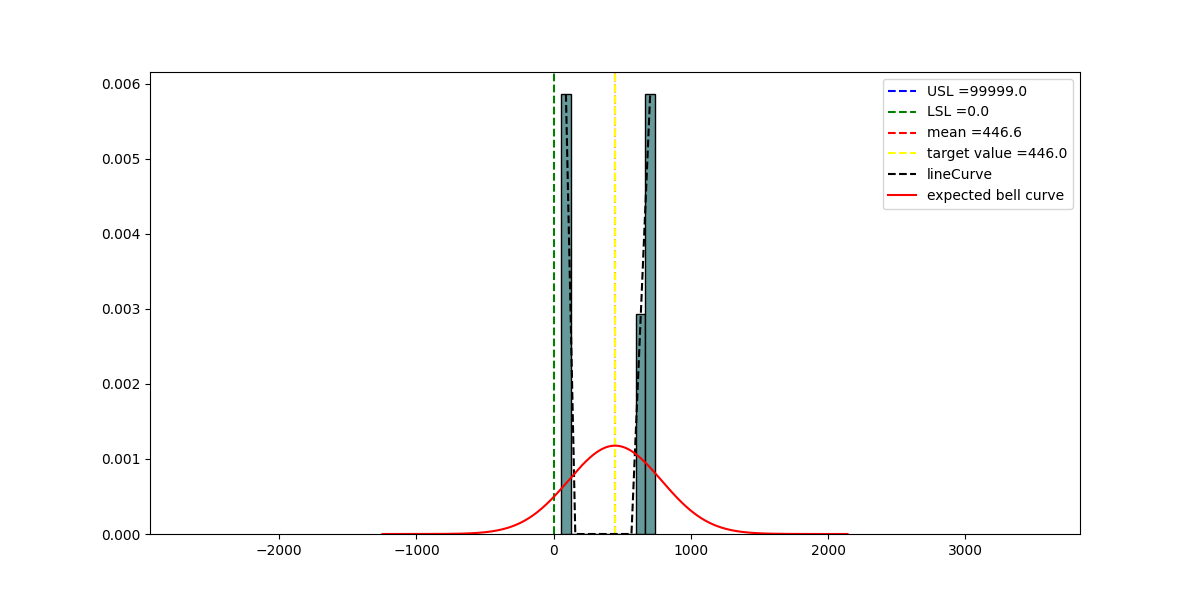 0.006
0.005
0.004
0.003
0.002
0.001
0.000
−2000
−1000
0
1000
2000
3000
USL =99999.0
LSL =0.0
mean =446.6
target value =446.0
lineCurve
expected bell curve